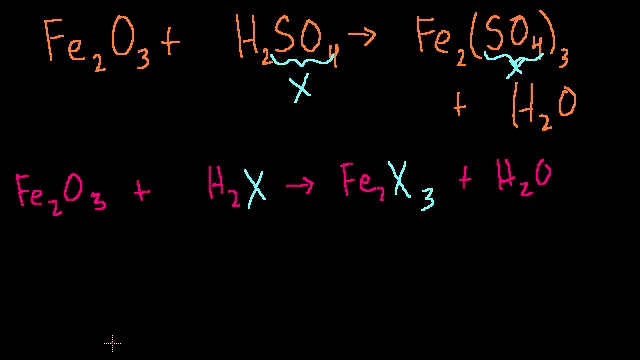 Fe₂O₃ + H₂SO₄ → Fe₂(SO₄)₃
X X
+ H₂O
Fe₂O₃ + H₂X → Fe₂X₃ + H₂O